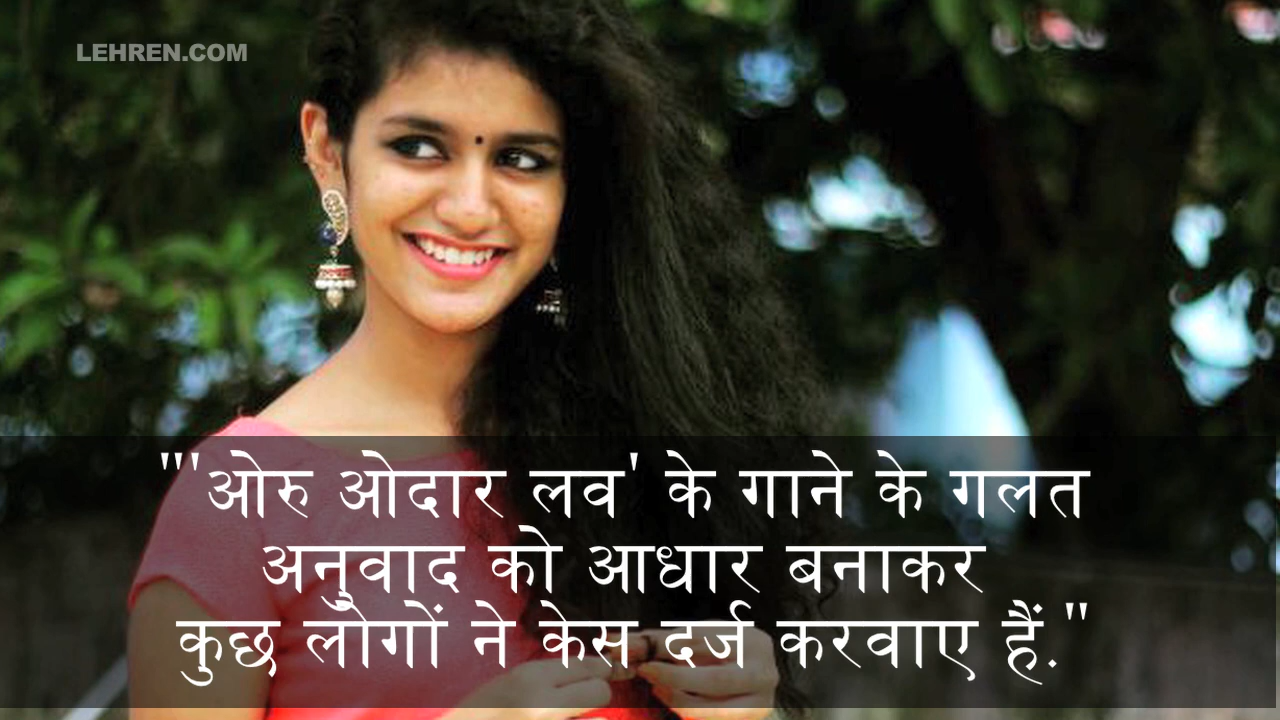 LEHREN.COM
"'ओरु ओदार लव' के गाने के गलत
अनुवाद को आधार बनाकर
कुछ लोगों ने केस दर्ज करवाए हैं."